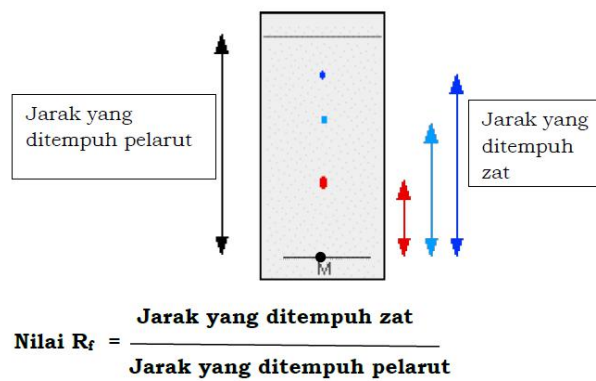 Jarak yang
ditempuh pelarut
Jarak yang
ditempuh
zat
M
Nilai Rf = Jarak yang ditempuh zat
Jarak yang ditempuh pelarut